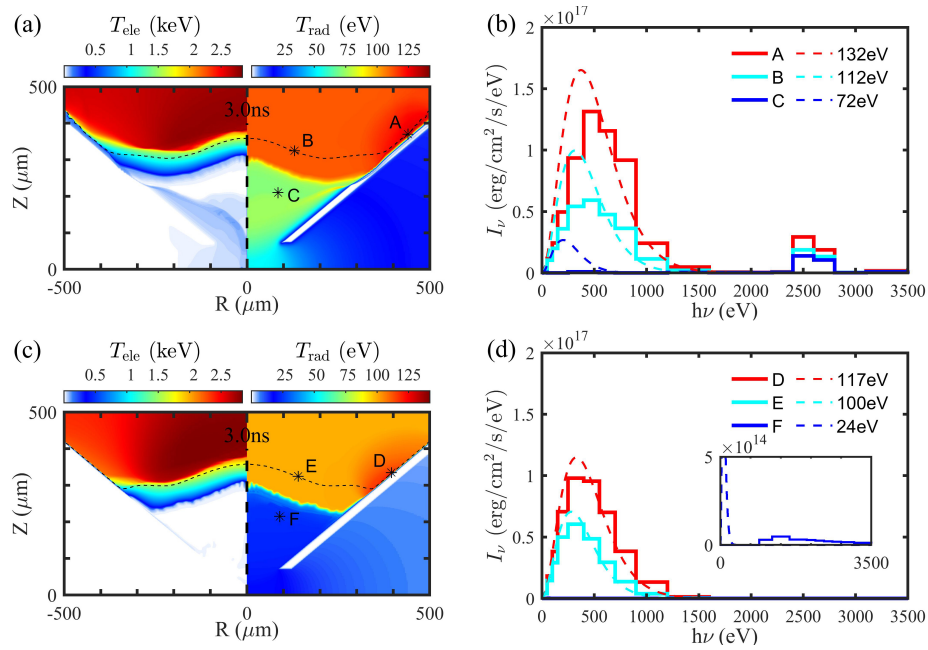 (a)
T_ele (keV)
T_rad (eV)
0.5 1 1.5 2 2.5
25 50 75 100 125
500
Z (μm)
0
3.0ns
A
B
C
-500 0 500
R (μm)
(b)
×10^17
2
1.5
1
0.5
0
I_ν (erg/cm²/s/eV)
A 132eV
B 112eV
C 72eV
0 500 1000 1500 2000 2500 3000 3500
hν (eV)
(c)
T_ele (keV)
T_rad (eV)
0.5 1 1.5 2 2.5
25 50 75 100 125
500
Z (μm)
0
3.0ns
D
E
F
-500 0 500
R (μm)
(d)
×10^17
2
1.5
1
0.5
0
I_ν (erg/cm²/s/eV)
D 117eV
E 100eV
F 24eV
×10^14
5
0
0 3500
0 500 1000 1500 2000 2500 3000 3500
hν (eV)